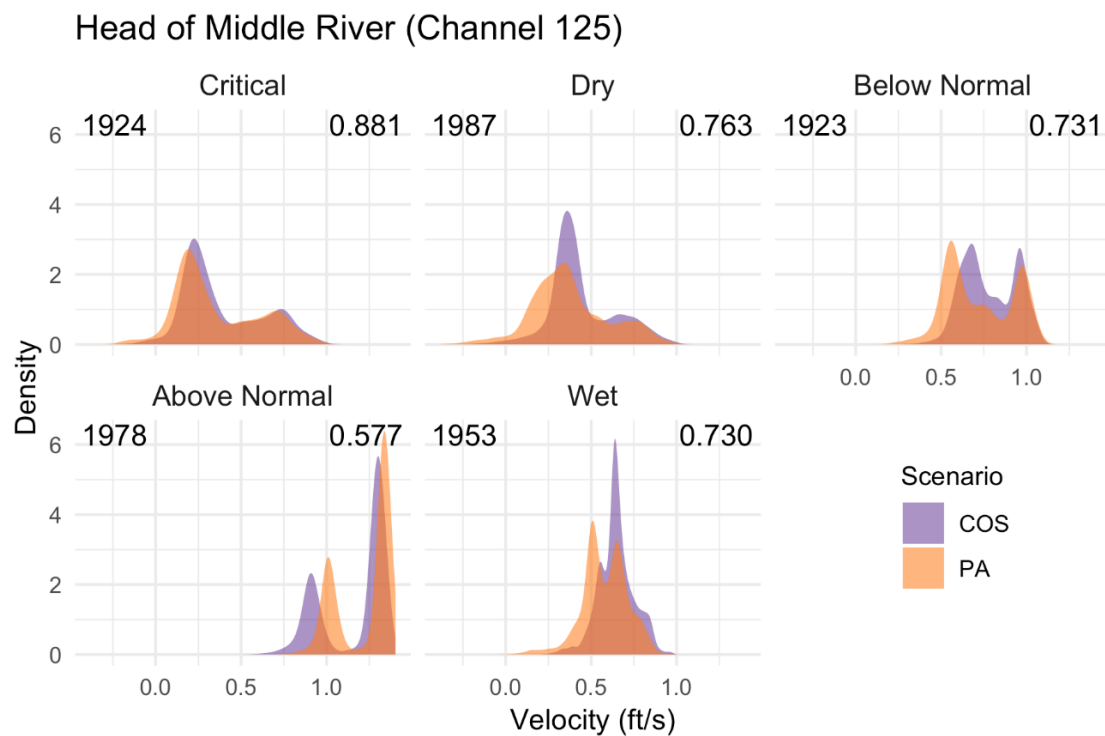 Head of Middle River (Channel 125)
Critical
Dry
Below Normal
1924
0.881
1987
0.763
1923
0.731
6
4
2
0
0.0 0.5 1.0
Density
Above Normal
Wet
1978
0.577
1953
0.730
6
4
2
0
0.0 0.5 1.0
0.0 0.5 1.0
Velocity (ft/s)
Scenario
COS
PA